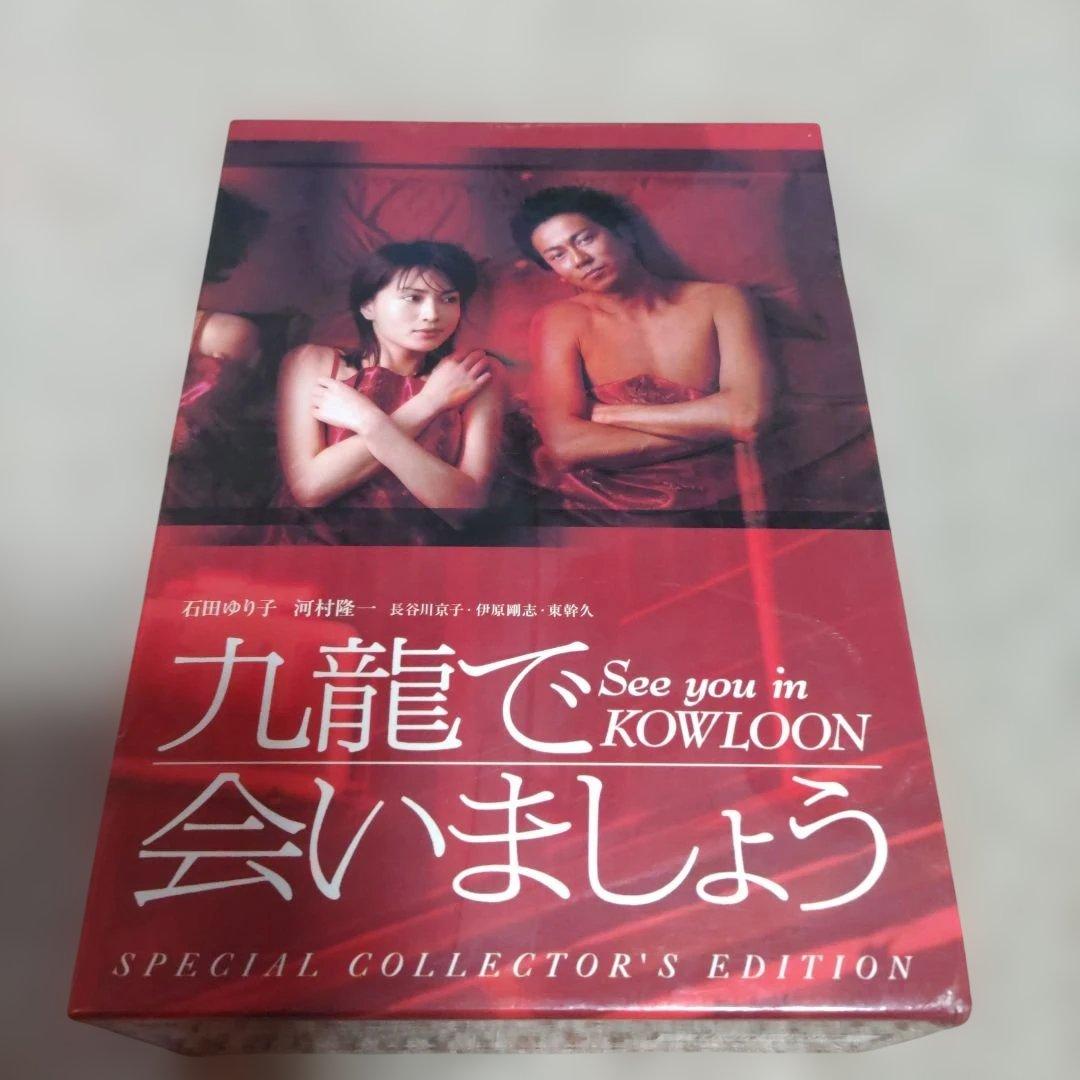 石田ゆり子 河村隆一 長谷川京子・伊原剛志・東幹久
九龍で
See you in
KOWLOON
会いましょう
SPECIAL COLLECTOR'S EDITION